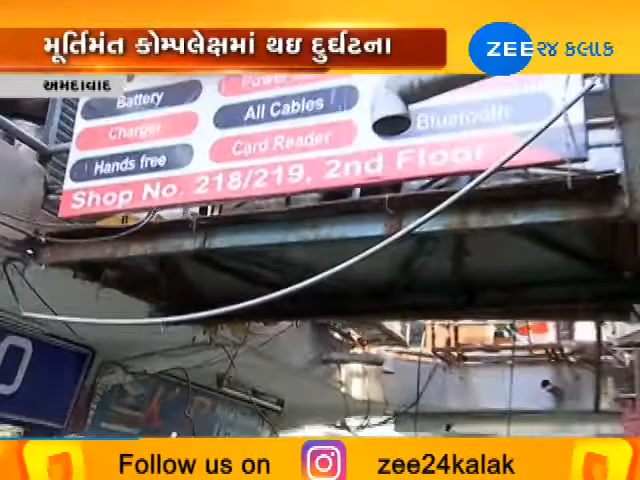 મૂર્તિમંત કોમ્પલેક્ષમાં થઇ દુર્ઘટના
ZEE ૨૪ કલાક
અમદાવાદ
Battery
All Cables
Charger
Bluetooth
Card Reader
Hands free
Shop No. 218/219, 2nd Floor
Follow us on zee24kalak